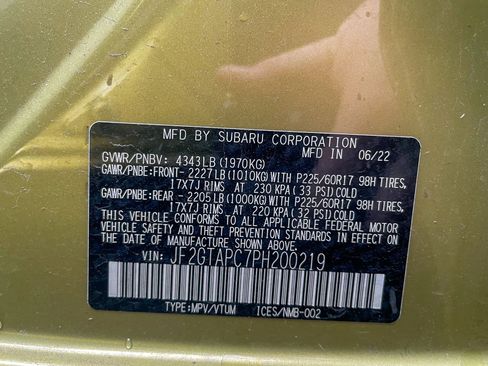 MFD BY SUBARU CORPORATION MFD IN 06/22
GVWR/PNBV: 4343LB(1970KG)
GAWR/PNBE:FRONT- 2227LB(1010KG)WITH P225/60R17 98H TIRES,
17X7J RIMS AT 230 KPA(33 PSI)COLD
GAWR/PNBE:REAR - 2205LB(1000KG)WITH P225/60R17 98H TIRES,
17X7J RIMS AT 220 KPA(32 PSI)COLD
THIS VEHICLE CONFORMS TO ALL APPLICABLE FEDERAL MOTOR
VEHICLE SAFETY AND THEFT PREVENTION STANDARDS IN EFFECT
ON THE DATE OF MANUFACTURE SHOWN ABOVE.
VIN: JF2GTAPC7PH200219
TYPE:MPV/VTUM ICES/NMB-002